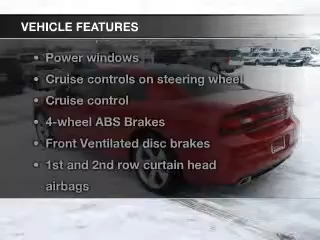 VEHICLE FEATURES
• Power windows
• Cruise controls on steering wheel
• Cruise control
• 4-wheel ABS Brakes
• Front Ventilated disc brakes
• 1st and 2nd row curtain head
airbags